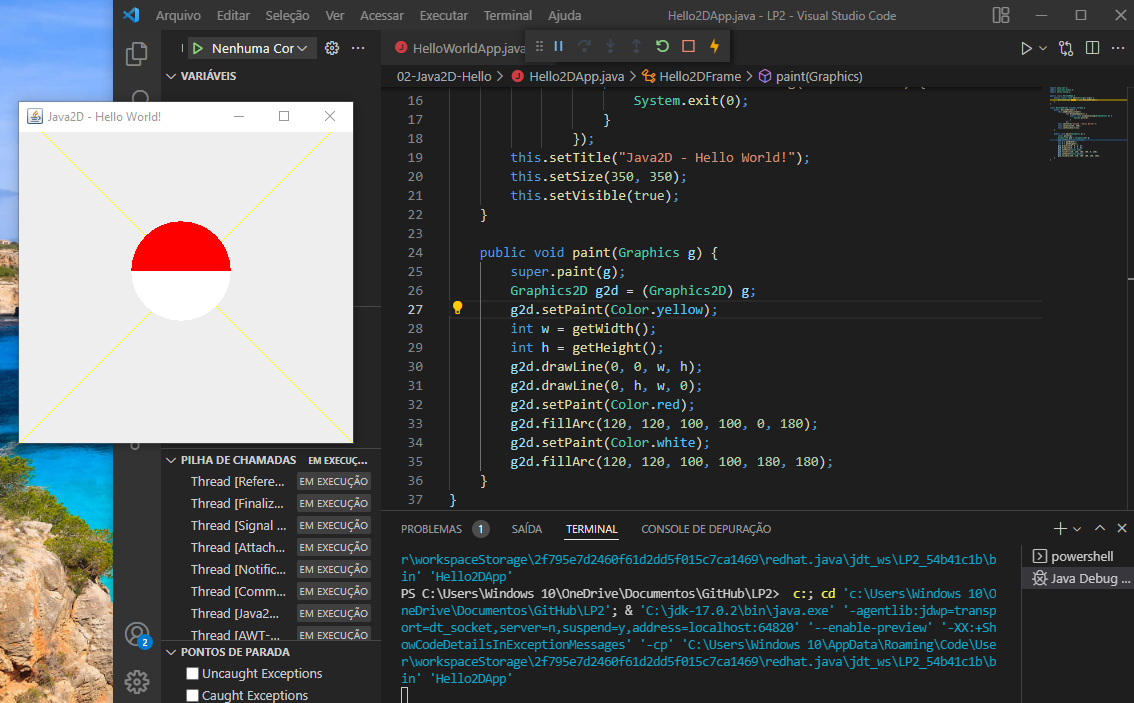 Arquivo Editar Seleção Ver Acessar Executar Terminal Ajuda Hello2DApp.java - LP2 - Visual Studio Code
Nenhuma Cor
HelloWorldApp.java
VARIÁVEIS
02-Java2D-Hello > Hello2DApp.java > Hello2DFrame > paint(Graphics)
Java2D - Hello World!
16 System.exit(0);
17 }
18 });
19 this.setTitle("Java2D - Hello World!");
20 this.setSize(350, 350);
21 this.setVisible(true);
22 }
23
24 public void paint(Graphics g) {
25 super.paint(g);
26 Graphics2D g2d = (Graphics2D) g;
27 g2d.setPaint(Color.yellow);
28 int w = getWidth();
29 int h = getHeight();
30 g2d.drawLine(0, 0, w, h);
31 g2d.drawLine(0, h, w, 0);
32 g2d.setPaint(Color.red);
33 g2d.fillArc(120, 120, 100, 100, 0, 180);
34 g2d.setPaint(Color.white);
35 g2d.fillArc(120, 120, 100, 100, 180, 180);
36 }
37 }
PILHA DE CHAMADAS EM EXECUÇ...
Thread [Refere... EM EXECUÇÃO
Thread [Finaliz... EM EXECUÇÃO
Thread [Signal ... EM EXECUÇÃO
Thread [Attach... EM EXECUÇÃO
Thread [Notific... EM EXECUÇÃO
Thread [Comm... EM EXECUÇÃO
Thread [Java2... EM EXECUÇÃO
Thread [AWT-... EM EXECUÇÃO
2
PONTOS DE PARADA
Uncaught Exceptions
Caught Exceptions
PROBLEMAS 1 SAÍDA TERMINAL CONSOLE DE DEPURAÇÃO
r\workspaceStorage\2f795e7d2460f61d2dd5f015c7ca1469\redhat.java\jdt_ws\LP2_54b41c1b\b
in' 'Hello2DApp'
PS C:\Users\Windows 10\OneDrive\Documentos\GitHub\LP2> c:; cd 'c:\Users\Windows 10\O
neDrive\Documentos\GitHub\LP2'; & 'C:\jdk-17.0.2\bin\java.exe' '-agentlib:jdwp=transp
ort=dt_socket,server=n,suspend=y,address=localhost:64820' '--enable-preview' '-XX:+Sh
owCodeDetailsInExceptionMessages' '-cp' 'C:\Users\Windows 10\AppData\Roaming\Code\Use
r\workspaceStorage\2f795e7d2460f61d2dd5f015c7ca1469\redhat.java\jdt_ws\LP2_54b41c1b\b
in' 'Hello2DApp'
powershell
Java Debug ...